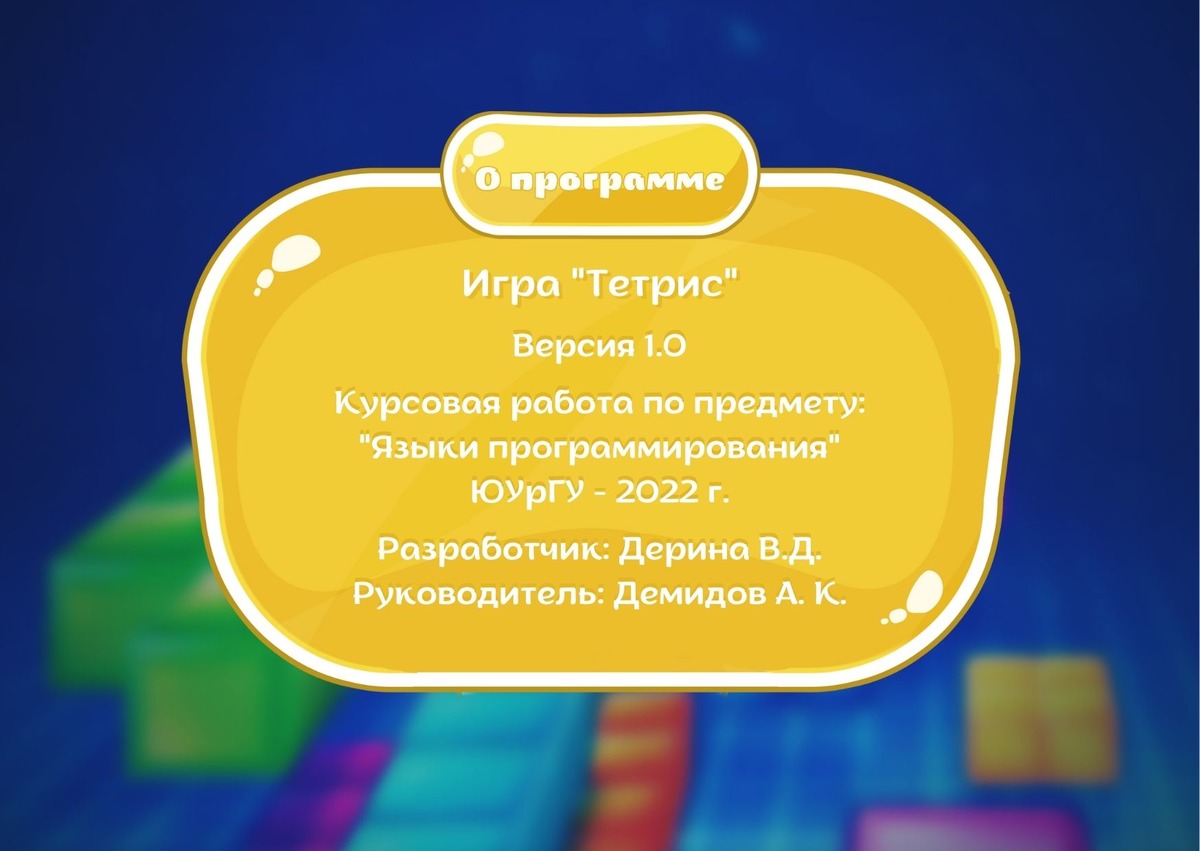 О программе
Игра "Тетрис"
Версия 1.0
Курсовая работа по предмету:
"Языки программирования"
ЮУрГУ - 2022 г.
Разработчик: Дерина В.Д.
Руководитель: Демидов А. К.